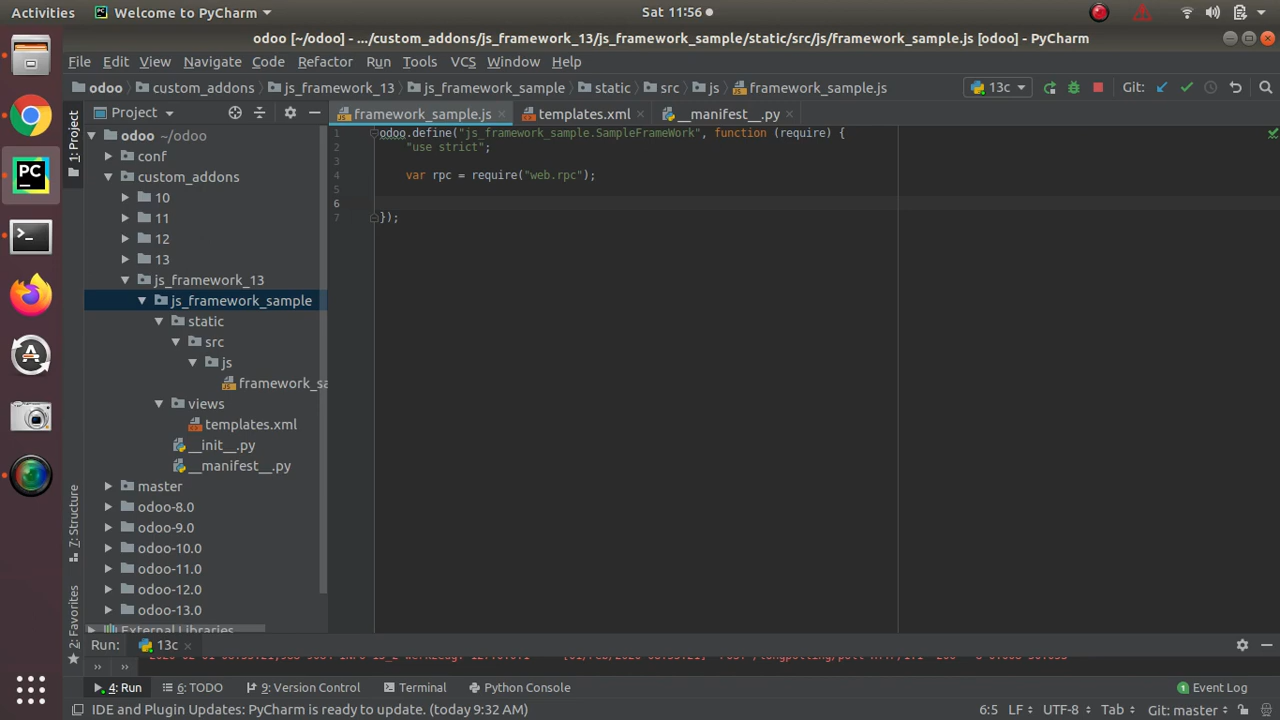 Activities Welcome to PyCharm Sat 11:56
odoo [~/odoo] - .../custom_addons/js_framework_13/js_framework_sample/static/src/js/framework_sample.js [odoo] - PyCharm
File Edit View Navigate Code Refactor Run Tools VCS Window Help
odoo custom_addons js_framework_13 js_framework_sample static src js framework_sample.js 13c Git:
Project framework_sample.js templates.xml __manifest__.py
1: Project
odoo ~/odoo
conf
custom_addons
10
11
12
13
js_framework_13
js_framework_sample
static
src
js
framework_sa
views
templates.xml
__init__.py
__manifest__.py
master
odoo-8.0
odoo-9.0
odoo-10.0
odoo-11.0
odoo-12.0
odoo-13.0
External Libraries
7: Structure
2: Favorites
1 odoo.define("js_framework_sample.SampleFrameWork", function (require) {
2 "use strict";
3
4 var rpc = require("web.rpc");
5
6
7 });
Run: 13c
4: Run 6: TODO 9: Version Control Terminal Python Console 1 Event Log
IDE and Plugin Updates: PyCharm is ready to update. (today 9:32 AM) 6:5 LF UTF-8 Tab Git: master